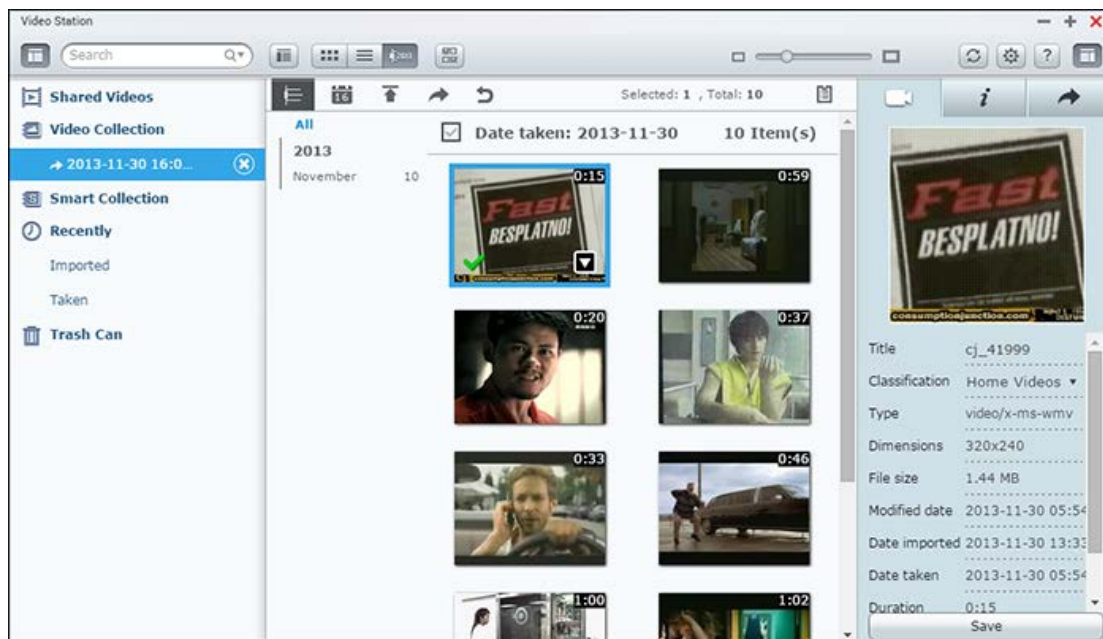 Video Station
Search
2013
16
Selected: 1 , Total: 10
Shared Videos
Video Collection
2013-11-30 16:0...
Smart Collection
Recently
Imported
Taken
Trash Can
All
2013
November 10
Date taken: 2013-11-30 10 Item(s)
0:15
Fast
BESPLATNO!
0:59
0:20
0:37
0:33
0:46
1:00
1:02
?
i
Fast
BESPLATNO!
consumptionjunction.com
Title cj_41999
Classification Home Videos
Type video/x-ms-wmv
Dimensions 320x240
File size 1.44 MB
Modified date 2013-11-30 05:54
Date imported 2013-11-30 13:33
Date taken 2013-11-30 05:54
Duration 0:15
Save